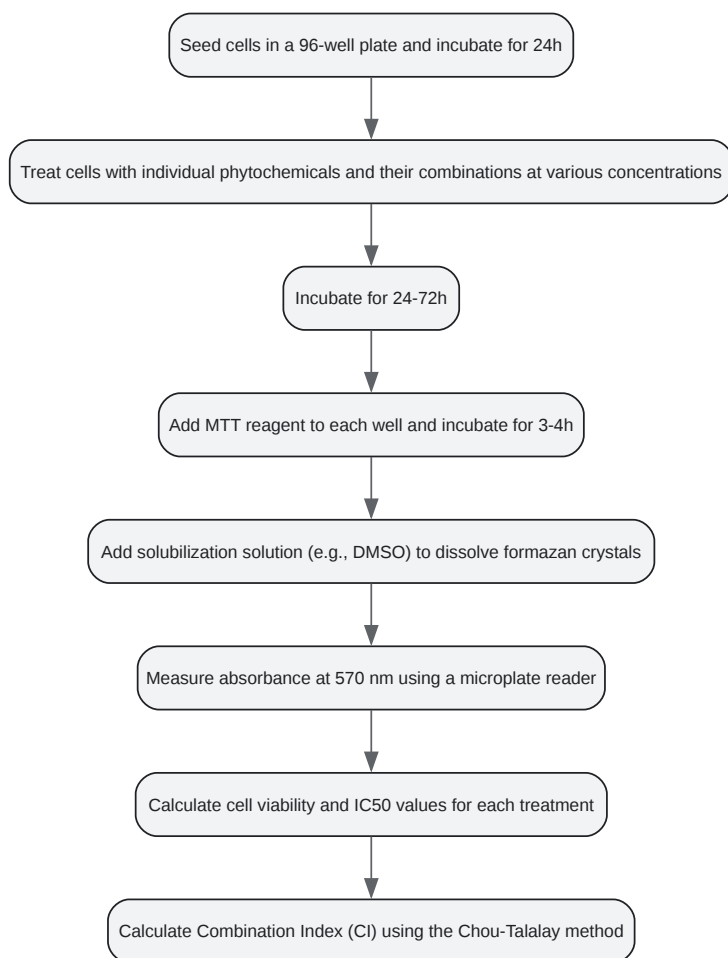 Seed cells in a 96-well plate and incubate for 24h
Treat cells with individual phytochemicals and their combinations at various concentrations
Incubate for 24-72h
Add MTT reagent to each well and incubate for 3-4h
Add solubilization solution (e.g., DMSO) to dissolve formazan crystals
Measure absorbance at 570 nm using a microplate reader
Calculate cell viability and IC50 values for each treatment
Calculate Combination Index (CI) using the Chou-Talalay method